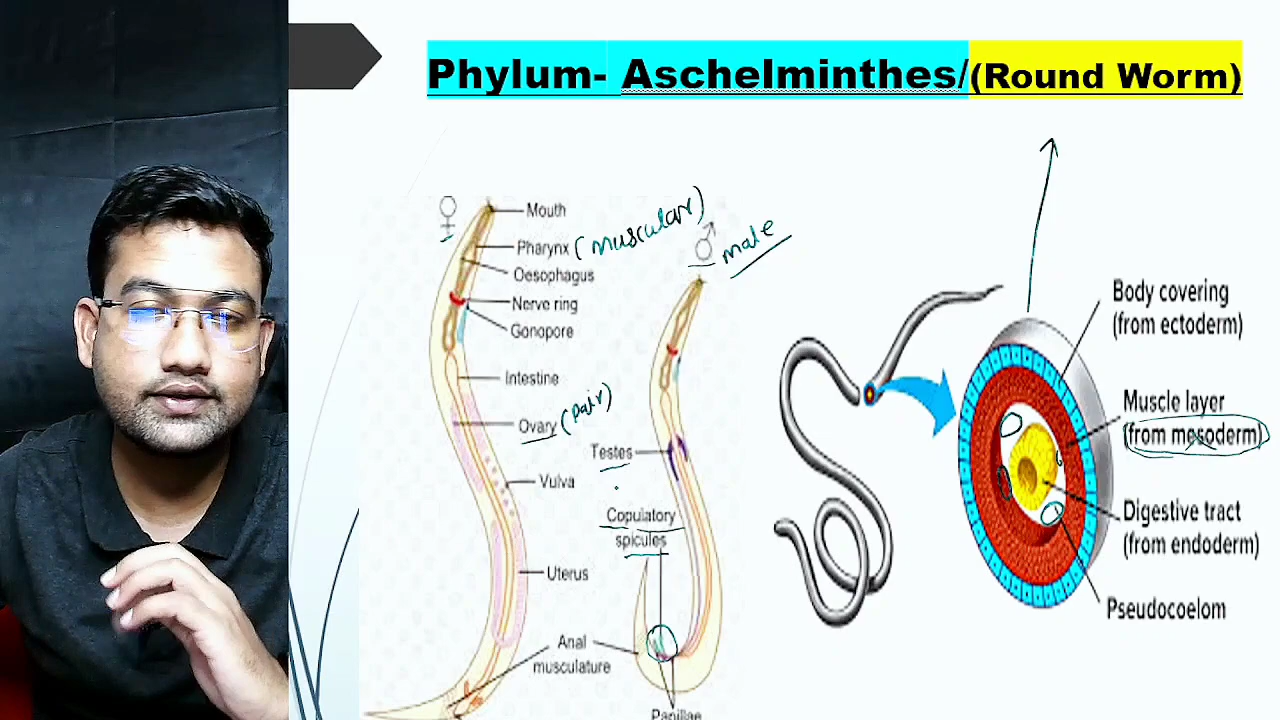 Phylum- Aschelminthes/(Round Worm)
♀
Mouth
Pharynx (muscular)
Oesophagus
Nerve ring
Gonopore
Intestine
Ovary (pair)
Vulva
Uterus
Anal
musculature
♂ male
Testes
Copulatory
spicules
Papillae
Body covering
(from ectoderm)
Muscle layer
(from mesoderm)
Digestive tract
(from endoderm)
Pseudocoelom